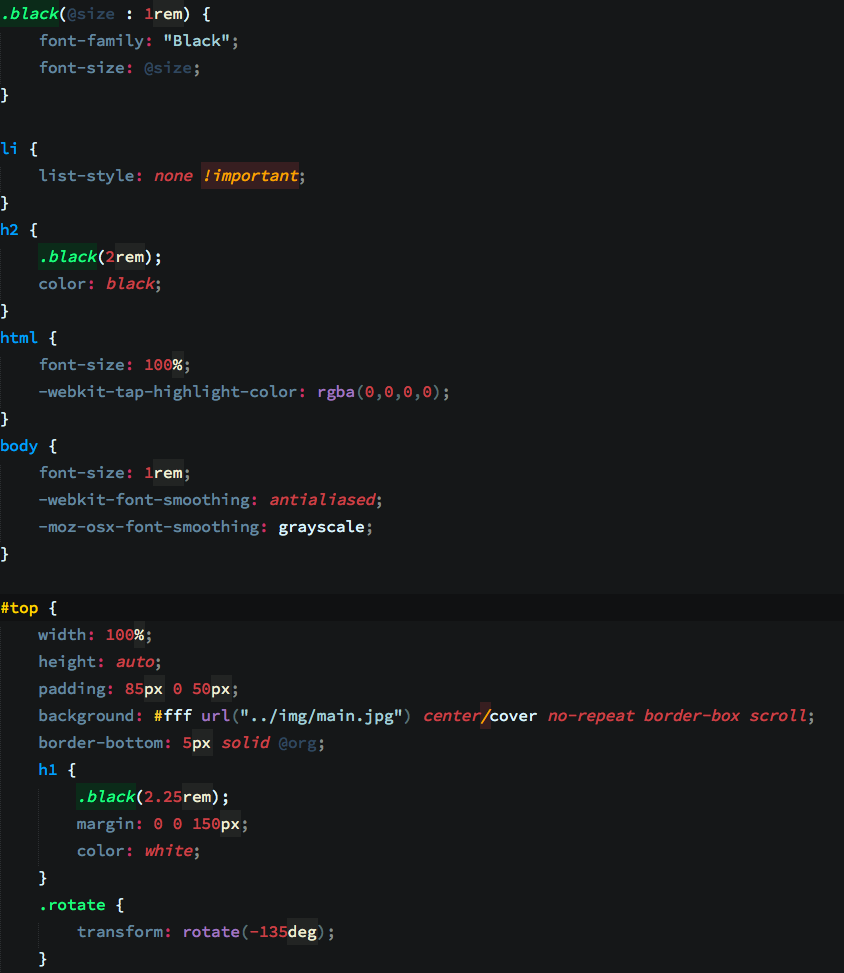 .black(@size : 1rem) {
    font-family: "Black";
    font-size: @size;
}

li {
    list-style: none !important;
}
h2 {
    .black(2rem);
    color: black;
}
html {
    font-size: 100%;
    -webkit-tap-highlight-color: rgba(0,0,0,0);
}
body {
    font-size: 1rem;
    -webkit-font-smoothing: antialiased;
    -moz-osx-font-smoothing: grayscale;
}

#top {
    width: 100%;
    height: auto;
    padding: 85px 0 50px;
    background: #fff url("../img/main.jpg") center/cover no-repeat border-box scroll;
    border-bottom: 5px solid @org;
    h1 {
        .black(2.25rem);
        margin: 0 0 150px;
        color: white;
    }
    .rotate {
        transform: rotate(-135deg);
    }